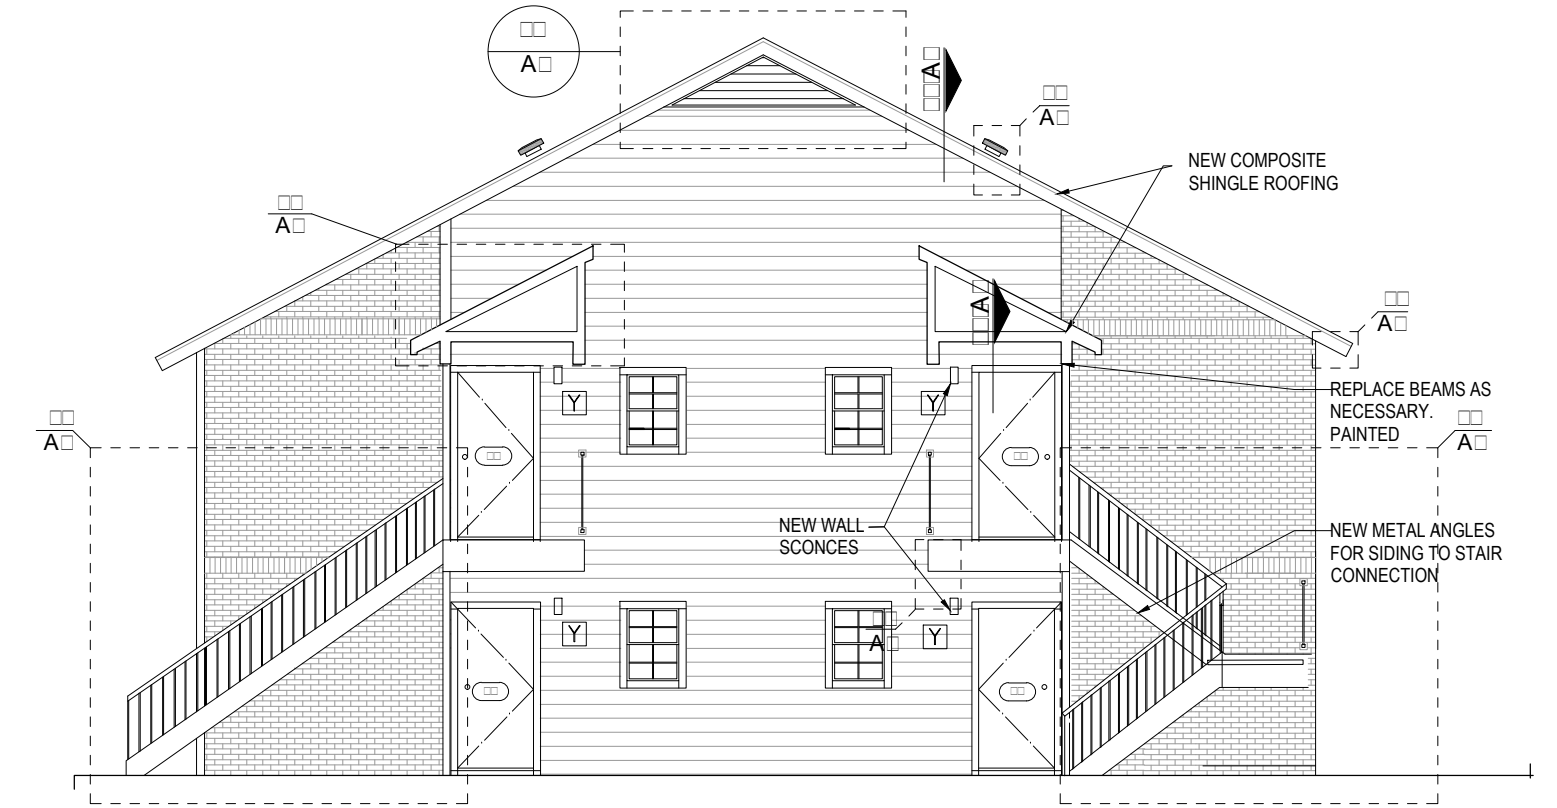 A
A
A
NEW COMPOSITE
SHINGLE ROOFING
A
A
A
REPLACE BEAMS AS
NECESSARY.
PAINTED
Y
Y
A
A
NEW WALL
SCONCES
NEW METAL ANGLES
FOR SIDING TO STAIR
CONNECTION
Y
Y
A